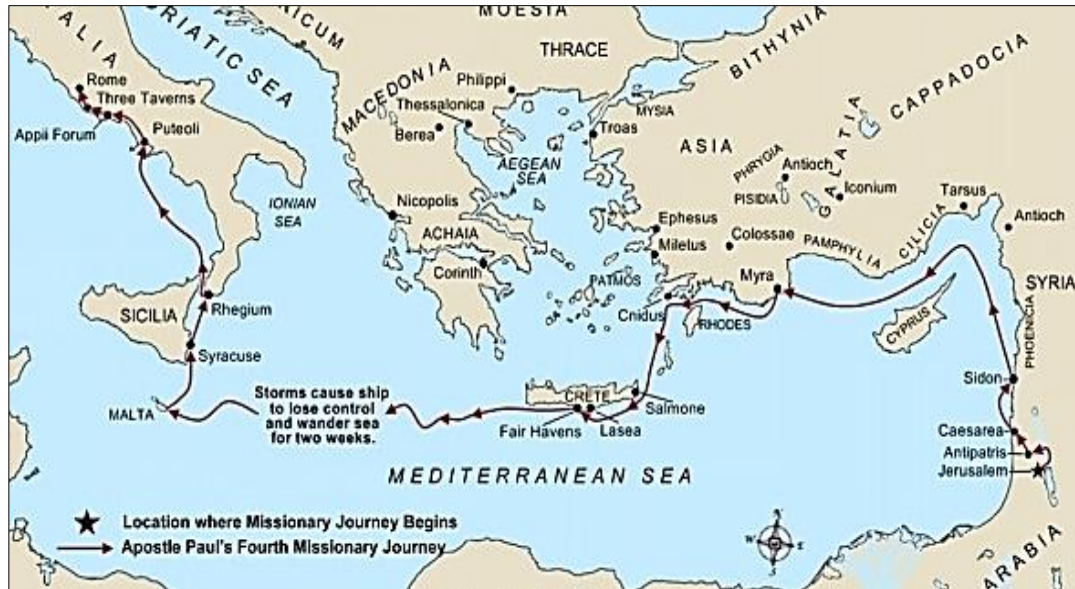 ITALIA
ADRIATIC SEA
ILLYRICUM
MOESIA
THRACE
BITHYNIA
CAPPADOCIA
MACEDONIA
Rome
Three Taverns
Appii Forum
Puteoli
Philippi
Thessalonica
Berea
MYSIA
Troas
ASIA
AEGEAN
SEA
PHRYGIA
Antioch
PISIDIA
GALATIA
Iconium
Tarsus
Antioch
CILICIA
IONIAN
SEA
Nicopolis
ACHAIA
Corinth
Ephesus
Miletus
Colossae
PAMPHYLIA
PATMOS
Myra
Cnidus
RHODES
SYRIA
CYPRUS
PHOENICIA
SICILIA
Rhegium
Syracuse
MALTA
Storms cause ship
to lose control
and wander sea
for two weeks.
CRETE
Salmone
Fair Havens
Lasea
Sidon
Caesarea
Antipatris
Jerusalem
MEDITERRANEAN SEA
Location where Missionary Journey Begins
Apostle Paul's Fourth Missionary Journey
N
W
E
S
ARABIA